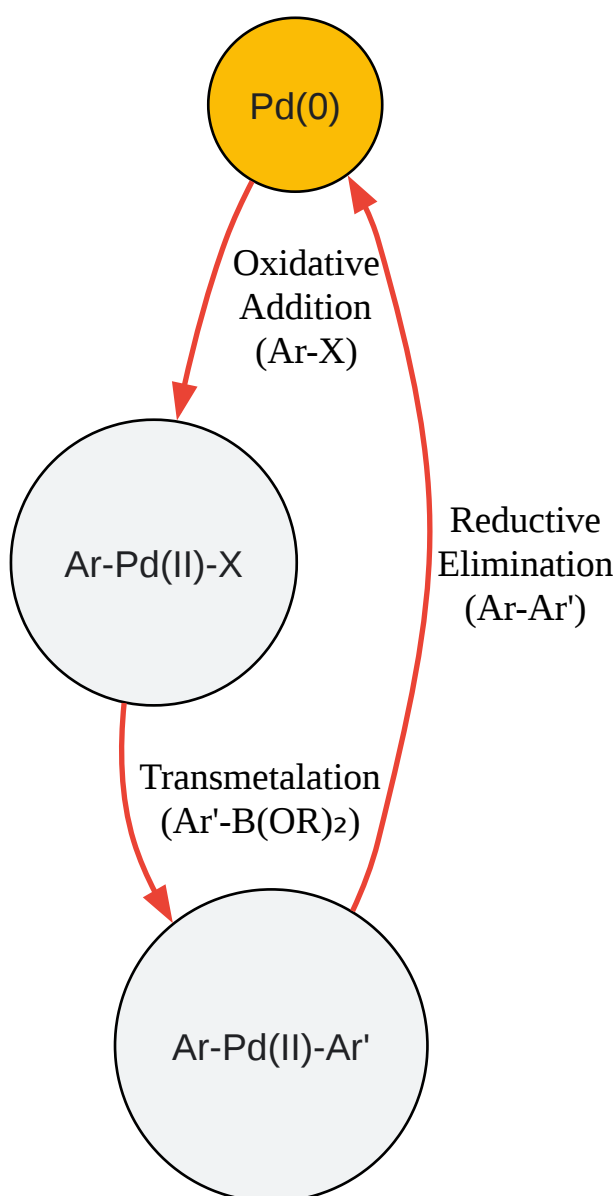 Pd(0)
Oxidative
Addition
(Ar-X)
Ar-Pd(II)-X
Reductive
Elimination
(Ar-Ar')
Transmetalation
(Ar'-B(OR)₂)
Ar-Pd(II)-Ar'